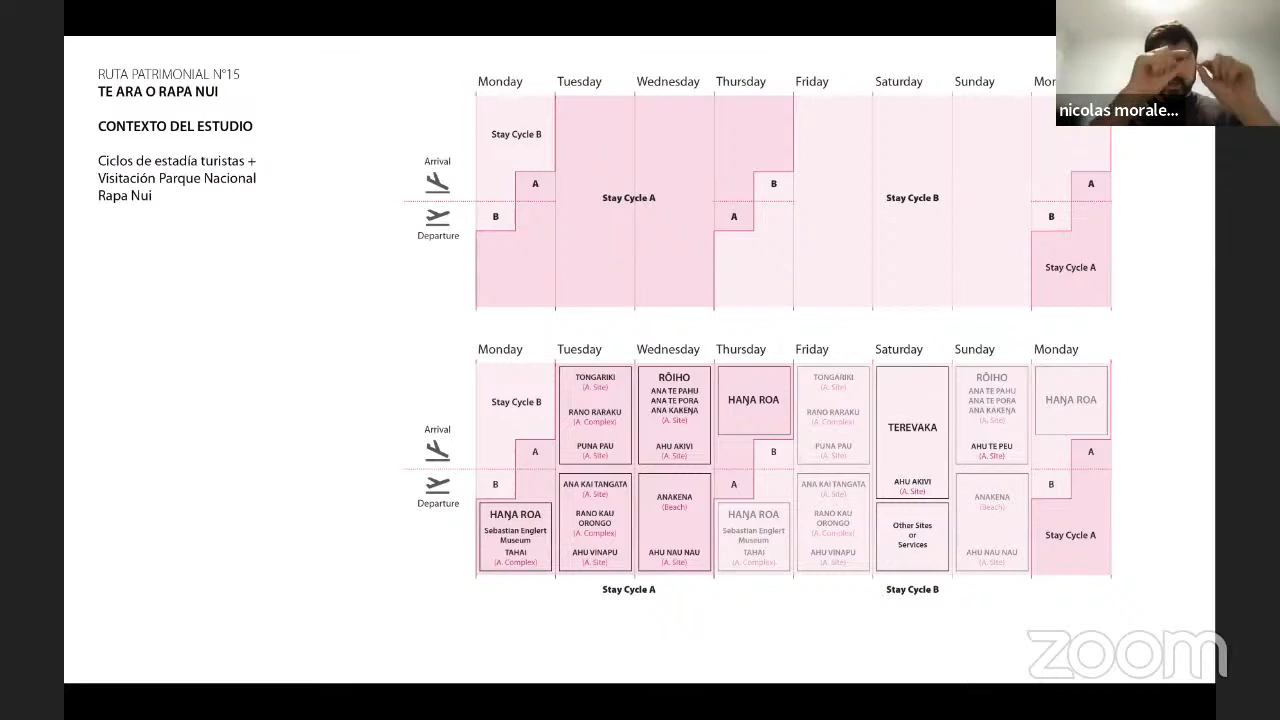 RUTA PATRIMONIAL N°15
TE ARA O RAPA NUI
CONTEXTO DEL ESTUDIO
Ciclos de estadía turistas +
Visitación Parque Nacional
Rapa Nui
nicolas morale...
Monday Tuesday Wednesday Thursday Friday Saturday Sunday
Arrival
Departure
Stay Cycle B
A
B
Stay Cycle A
B
A
Stay Cycle B
A
B
Stay Cycle A
Monday Tuesday Wednesday Thursday Friday Saturday Sunday Monday
Arrival
Departure
Stay Cycle B
A
B
HAŊA ROA
Sebastian Englert
Museum
TAHAI
(A. Complex)
TONGARIKI
(A. Site)
RANO RARAKU
(A. Complex)
PUNA PAU
(A. Site)
ANA KAI TANGATA
(A. Site)
RANO KAU
ORONGO
(A. Complex)
AHU VINAPU
(A. Site)
RŌIHO
ANA TE PAHU
ANA TE PORA
ANA KAKEŊA
(A. Site)
AHU AKIVI
(A. Site)
ANAKENA
(Beach)
AHU NAU NAU
(A. Site)
HAŊA ROA
B
A
HAŊA ROA
Sebastian Englert
Museum
TAHAI
(A. Complex)
TONGARIKI
(A. Site)
RANO RARAKU
(A. Complex)
PUNA PAU
(A. Site)
ANA KAI TANGATA
(A. Site)
RANO KAU
ORONGO
(A. Complex)
AHU VINAPU
(A. Site)
TEREVAKA
AHU AKIVI
(A. Site)
Other Sites
or
Services
RŌIHO
ANA TE PAHU
ANA TE PORA
ANA KAKEŊA
(A. Site)
AHU TE PEU
(A. Site)
ANAKENA
(Beach)
AHU NAU NAU
(A. Site)
HAŊA ROA
A
B
Stay Cycle A
Stay Cycle A
Stay Cycle B
zoom